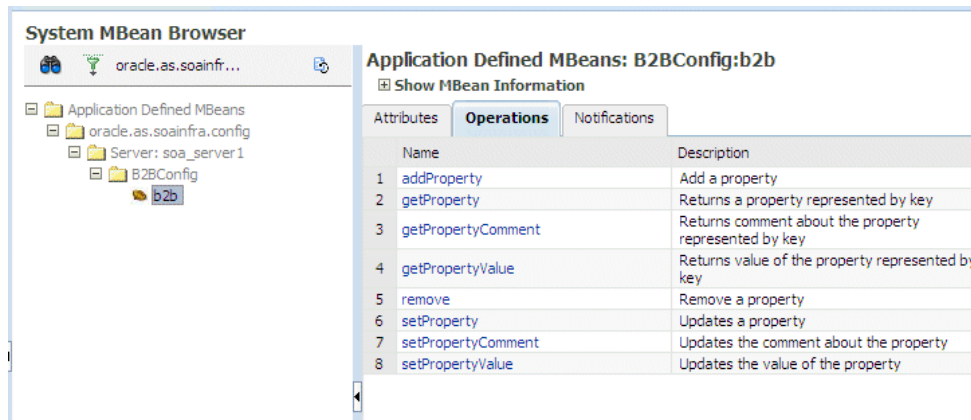 System MBean Browser
oracle.as.soainfr...
Application Defined MBeans
oracle.as.soainfra.config
Server: soa_server1
B2BConfig
b2b
Application Defined MBeans: B2BConfig:b2b
Show MBean Information
Attributes Operations Notifications
Name Description
1 addProperty Add a property
2 getProperty Returns a property represented by key
3 getPropertyComment Returns comment about the property
represented by key
4 getPropertyValue Returns value of the property represented by
key
5 remove Remove a property
6 setProperty Updates a property
7 setPropertyComment Updates the comment about the property
8 setPropertyValue Updates the value of the property